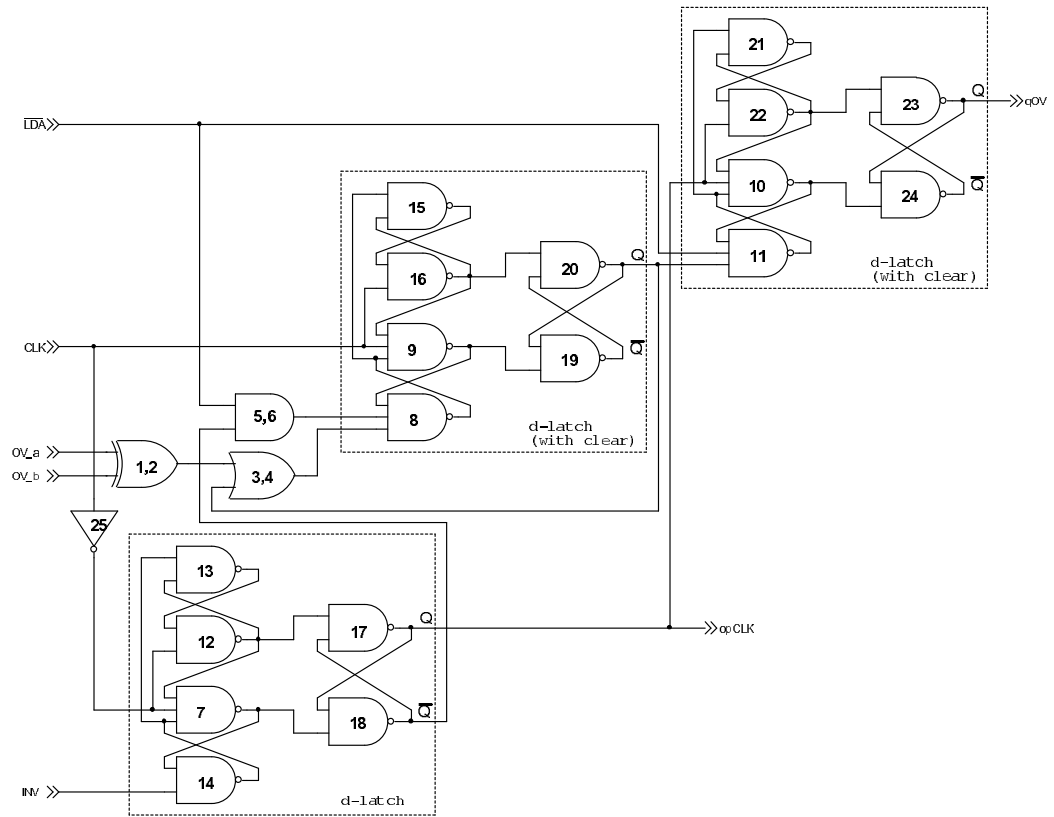 21
Q
22
23
qOV
LDA
10
24
Q
11
d-latch
(with clear)
15
Q
16
20
CLK
9
19
Q
5,6
8
d-latch
(with clear)
OV_a
1,2
3,4
OV_b
25
13
Q
12
17
opCLK
7
18
Q
14
INV
d-latch